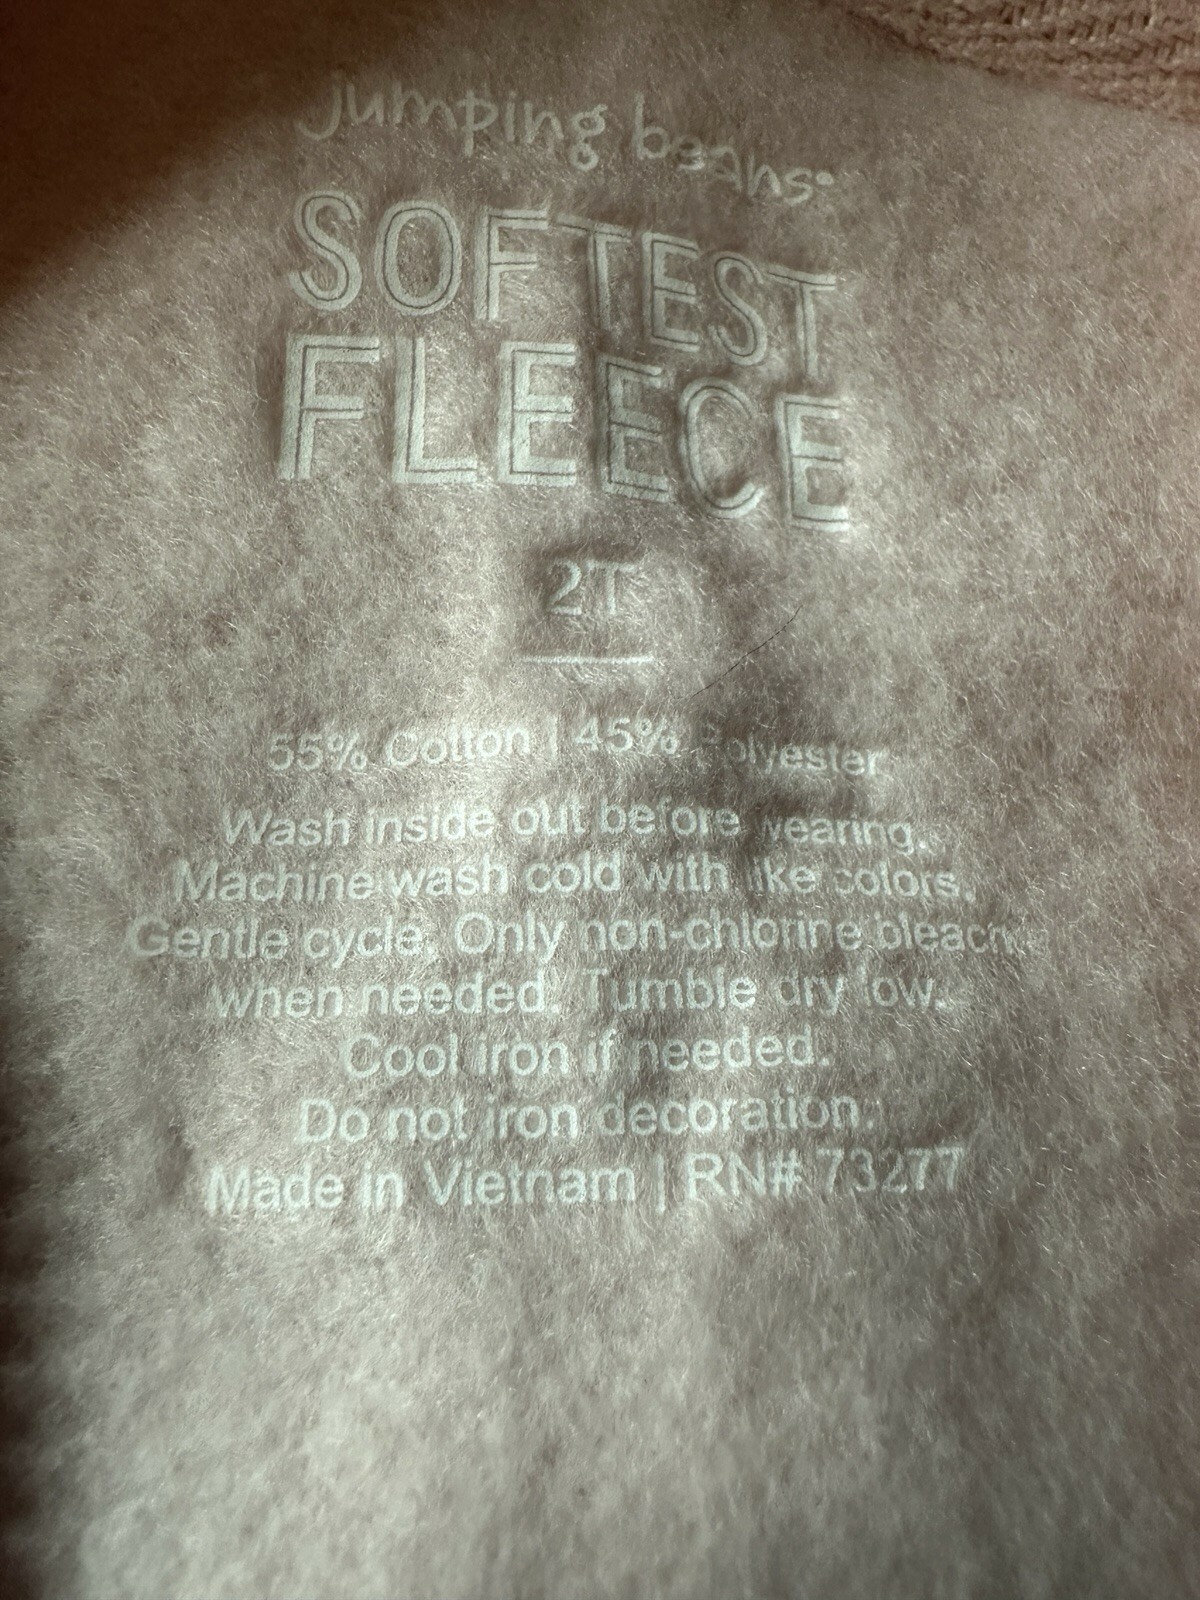 jumping beans®
SOFTEST
FLEECE
2T
55% Cotton | 45% Polyester
Wash inside out before wearing.
Machine wash cold with like colors.
Gentle cycle. Only non-chlorine bleach
when needed. Tumble dry low.
Cool iron if needed.
Do not iron decoration.
Made in Vietnam | RN# 73277